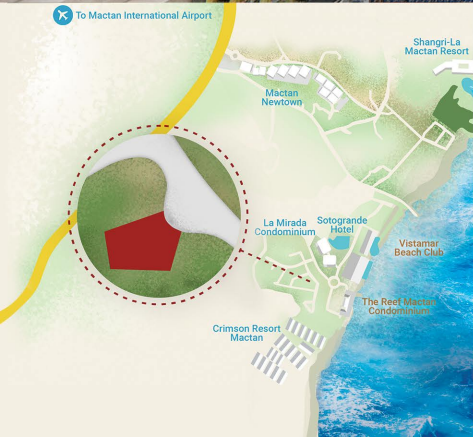 To Mactan International Airport
Shangri-La
Mactan Resort
Mactan
Newtown
La Mirada
Condominium
Sotogrande
Hotel
Vistamar
Beach Club
The Reef Mactan
Condominium
Crimson Resort
Mactan